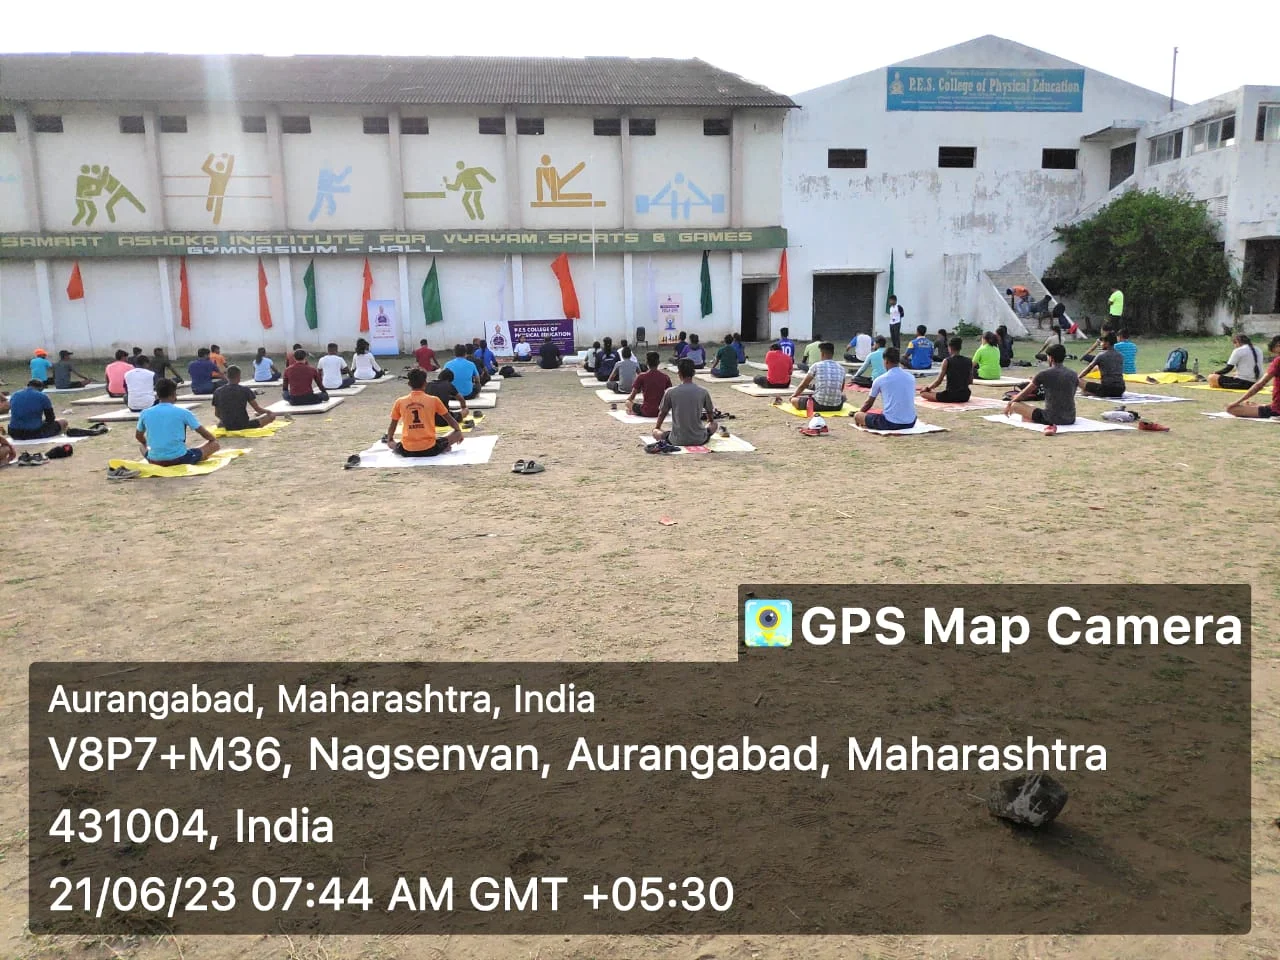 P.E.S. College of Physical Education
SAMRAT ASHOKA INSTITUTE FOR VYAYAM, SPORTS & GAMES
GYMNASIUM - HALL
P.E.S COLLEGE OF
PHYSICAL EDUCATION
10
1
GPS Map Camera
Aurangabad, Maharashtra, India
V8P7+M36, Nagsenvan, Aurangabad, Maharashtra
431004, India
21/06/23 07:44 AM GMT +05:30